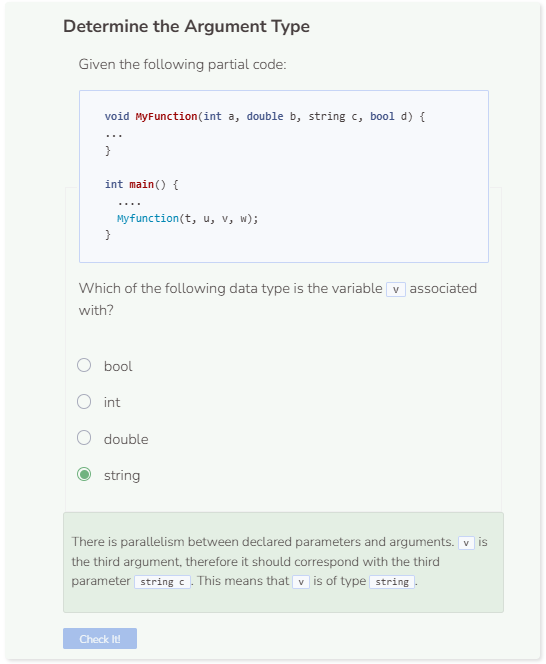 Determine the Argument Type
Given the following partial code:
void MyFunction(int a, double b, string c, bool d) {
...
}
int main() {
....
Myfunction(t, u, v, w);
}
Which of the following data type is the variable v associated
with?
bool
int
double
string
There is parallelism between declared parameters and arguments. v is
the third argument, therefore it should correspond with the third
parameter string c. This means that v is of type string.
Check It!